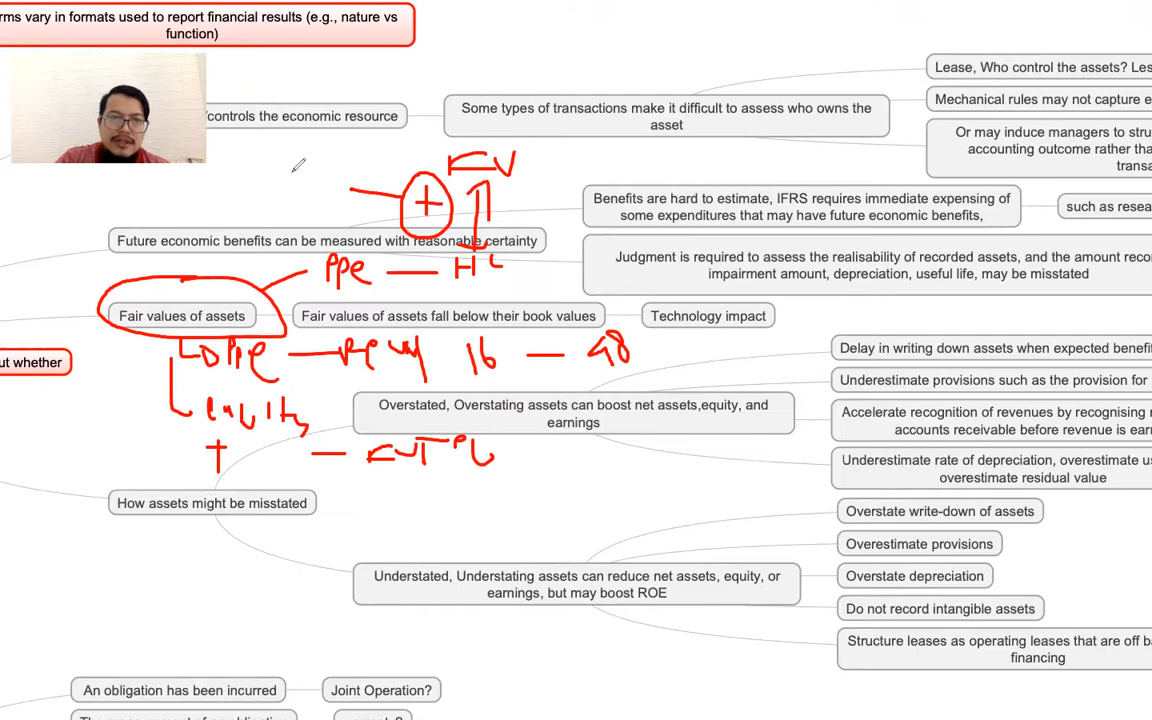 rms vary in formats used to report financial results (e.g., nature vs
function)
controls the economic resource
Some types of transactions make it difficult to assess who owns the
asset
Lease, Who control the assets? Les
Mechanical rules may not capture e
Or may induce managers to stru
accounting outcome rather tha
transa
+
Future economic benefits can be measured with reasonable certainty
Benefits are hard to estimate, IFRS requires immediate expensing of
some expenditures that may have future economic benefits,
such as resea
Judgment is required to assess the realisability of recorded assets, and the amount reco
impairment amount, depreciation, useful life, may be misstated
PPE — HC
Fair values of assets
Fair values of assets fall below their book values
Technology impact
16 — 48
ut whether
equity
+
Overstated, Overstating assets can boost net assets,equity, and
earnings
Delay in writing down assets when expected benefi
Underestimate provisions such as the provision for
Accelerate recognition of revenues by recognising r
accounts receivable before revenue is earn
Underestimate rate of depreciation, overestimate us
overestimate residual value
How assets might be misstated
Understated, Understating assets can reduce net assets, equity, or
earnings, but may boost ROE
Overstate write-down of assets
Overestimate provisions
Overstate depreciation
Do not record intangible assets
Structure leases as operating leases that are off ba
financing
An obligation has been incurred
Joint Operation?